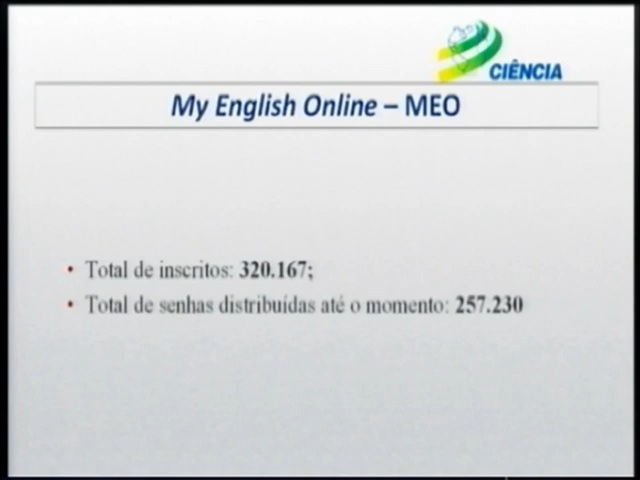 CIÊNCIA
My English Online – MEO
• Total de inscritos: 320.167;
• Total de senhas distribuídas até o momento: 257.230